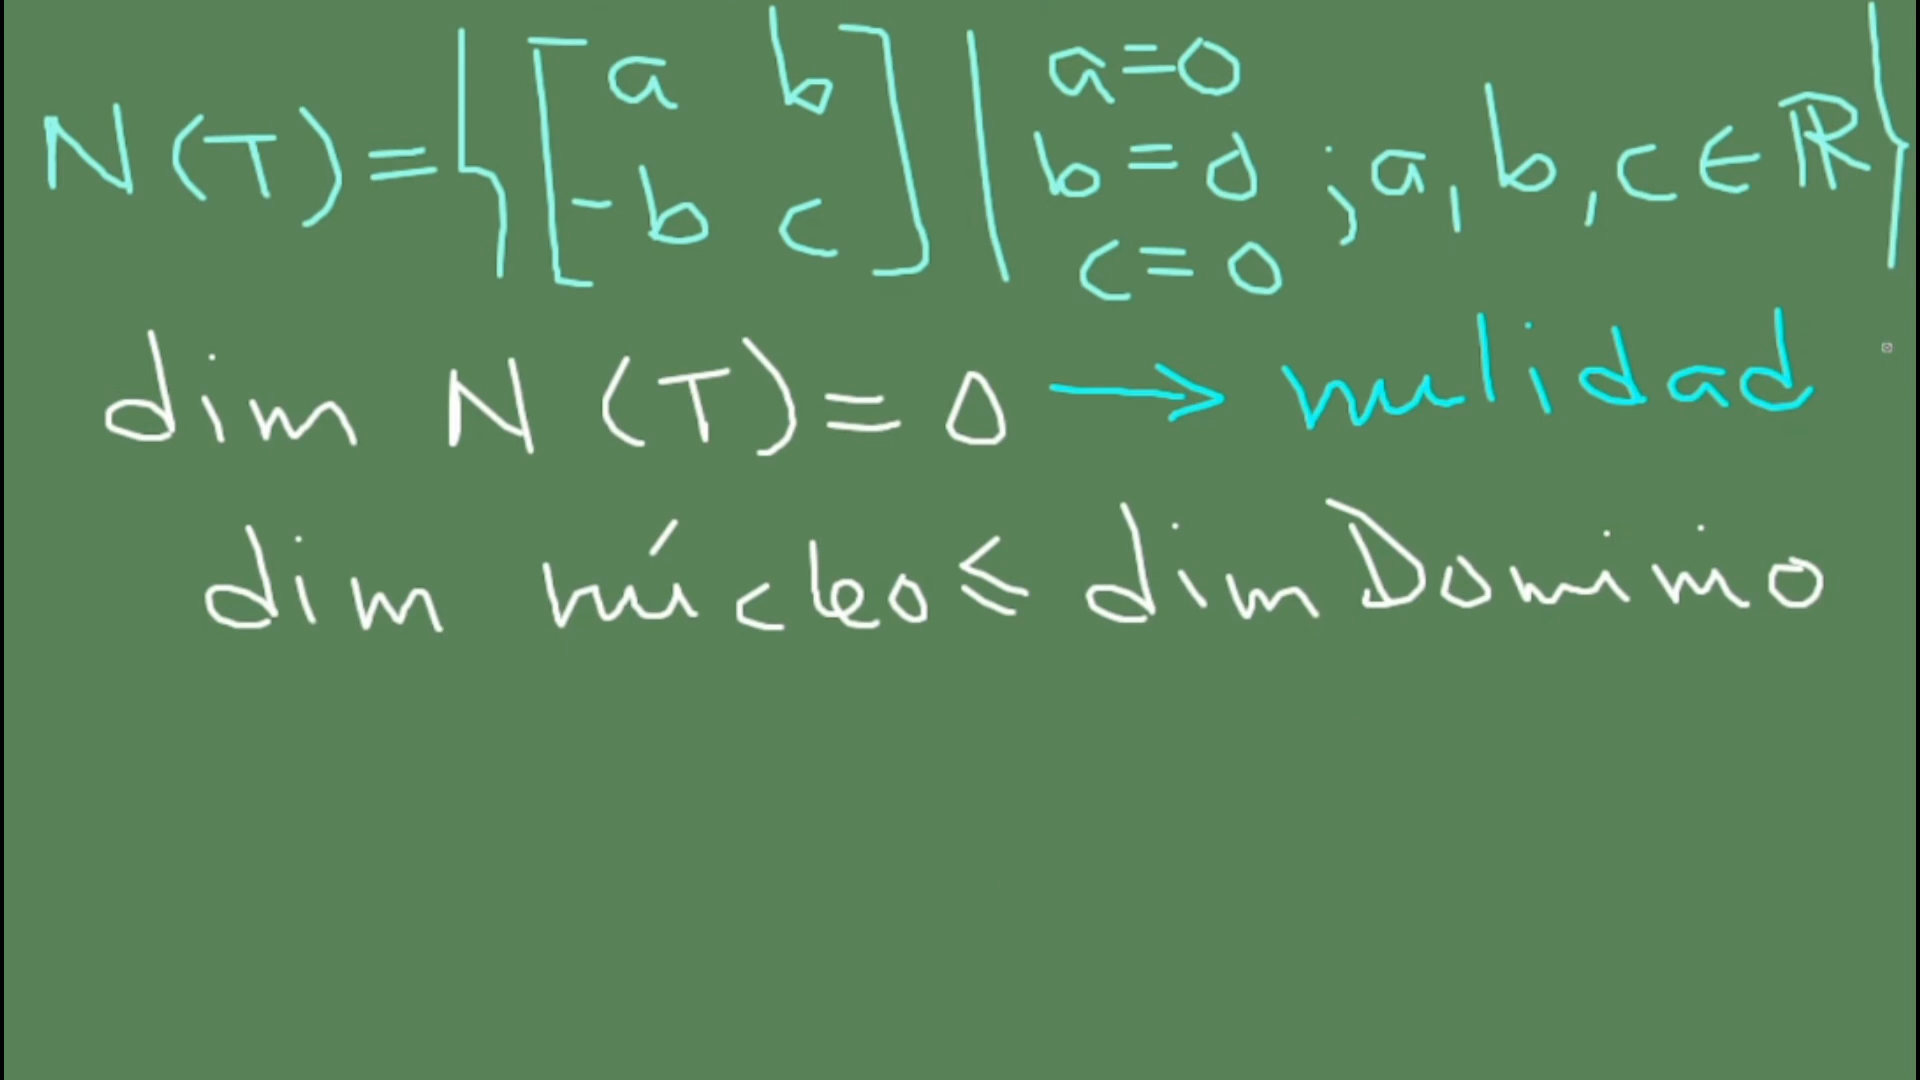 N(T)={[a b | a=0
-b c] | b=0 ; a, b, c ∈ ℝ}
c=0
dim N(T)=0 → nulidad
dim núcleo ≤ dim Dominio